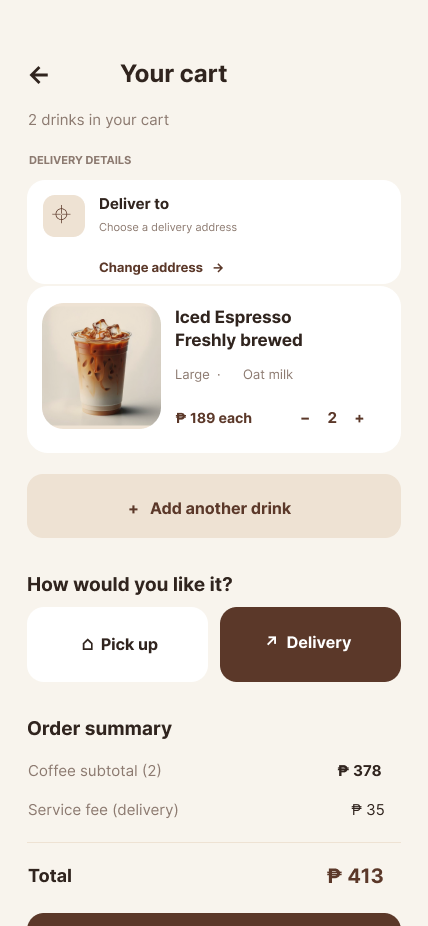 ← Your cart
2 drinks in your cart
DELIVERY DETAILS
Deliver to
Choose a delivery address
Change address →
Iced Espresso
Freshly brewed
Large · Oat milk
₱ 189 each − 2 +
+ Add another drink
How would you like it?
⌂ Pick up ↗ Delivery
Order summary
Coffee subtotal (2) ₱ 378
Service fee (delivery) ₱ 35
Total ₱ 413